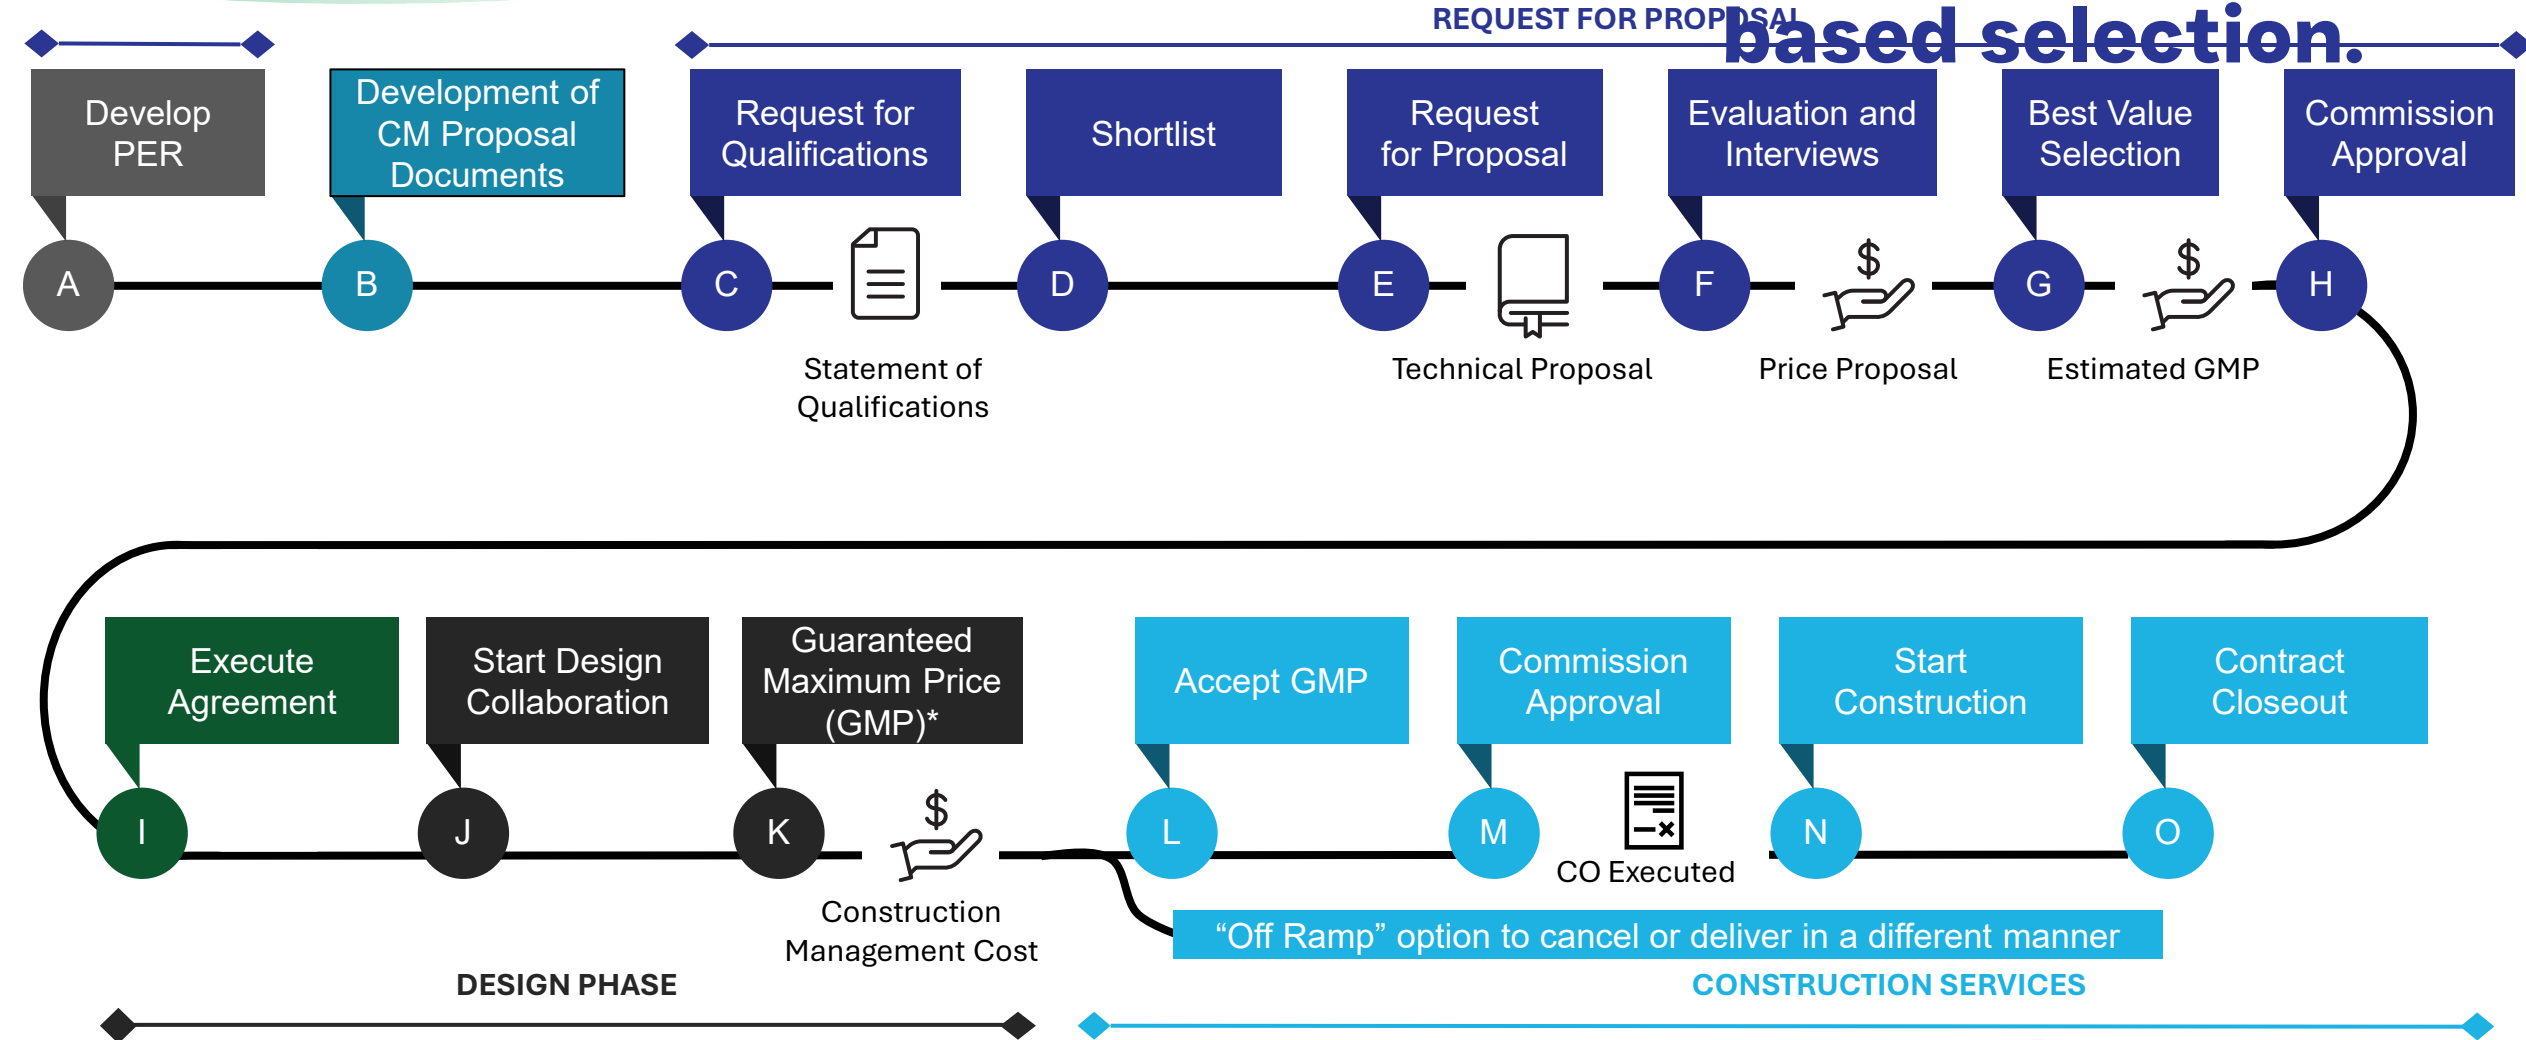 REQUEST FOR PROPOSAL
based selection.
Develop
PER
Development of
CM Proposal
Documents
Request for
Qualifications
Shortlist
Request
for Proposal
Evaluation and
Interviews
Best Value
Selection
Commission
Approval
A
B
C
D
E
F
G
H
$
$
Statement of
Qualifications
Technical Proposal
Price Proposal
Estimated GMP
Execute
Agreement
Start Design
Collaboration
Guaranteed
Maximum Price
(GMP)*
Accept GMP
Commission
Approval
Start
Construction
Contract
Closeout
I
J
K
$
L
M
N
O
CO Executed
Construction
Management Cost
“Off Ramp” option to cancel or deliver in a different manner
DESIGN PHASE
CONSTRUCTION SERVICES